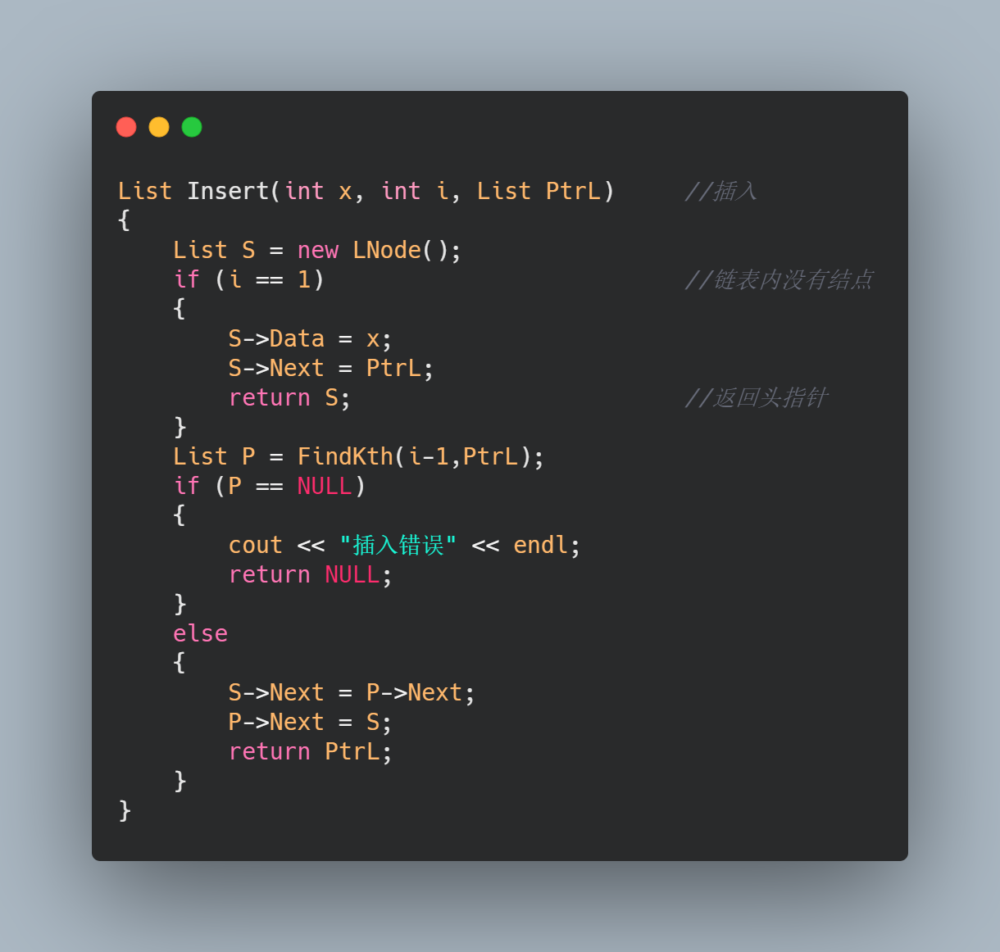 List Insert(int x, int i, List PtrL)     //插入
{
    List S = new LNode();
    if (i == 1)                          //链表内没有结点
    {
        S->Data = x;
        S->Next = PtrL;
        return S;                        //返回头指针
    }
    List P = FindKth(i-1,PtrL);
    if (P == NULL)
    {
        cout << "插入错误" << endl;
        return NULL;
    }
    else
    {
        S->Next = P->Next;
        P->Next = S;
        return PtrL;
    }
}